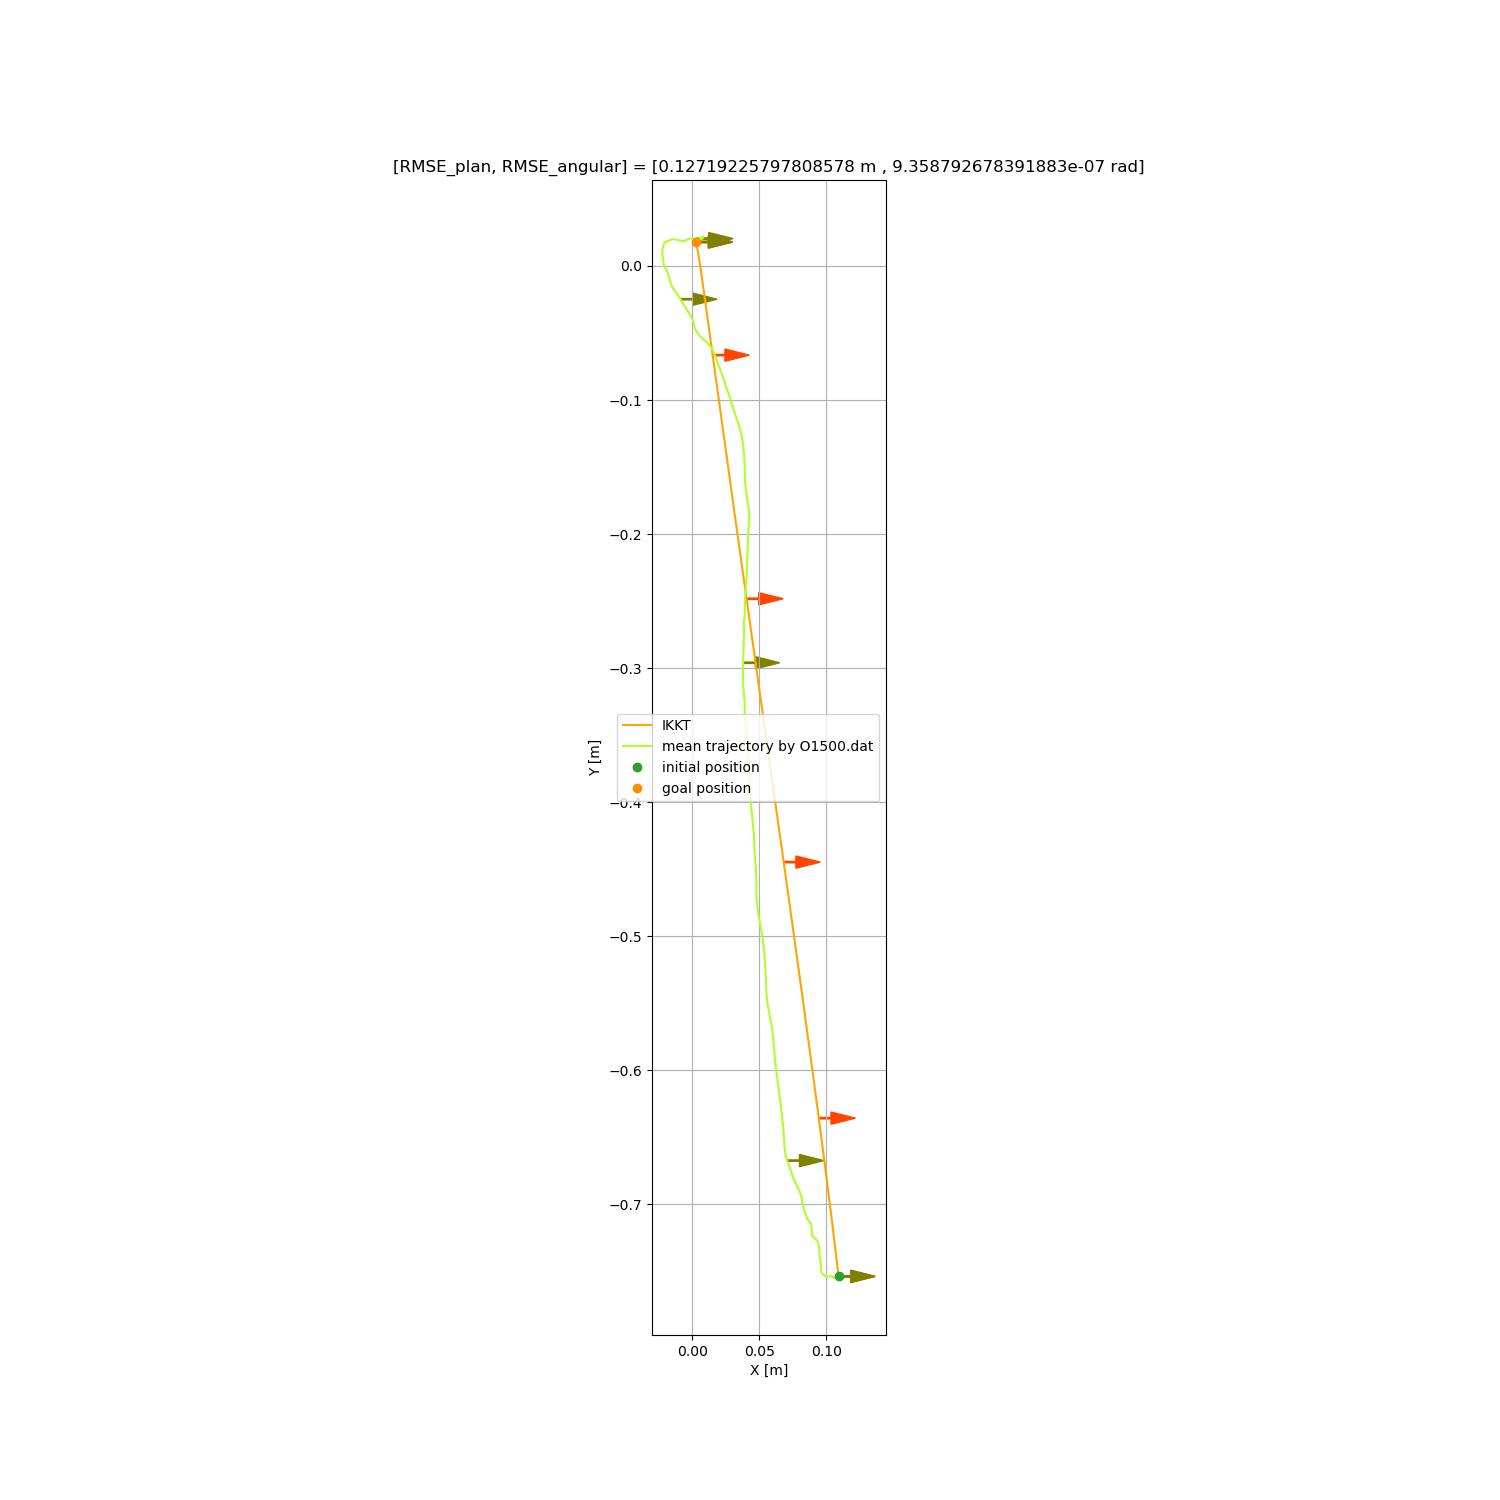 [RMSE_plan, RMSE_angular] = [0.12719225797808578 m , 9.358792678391883e-07 rad]
0.0
−0.1
−0.2
−0.3
−0.4
−0.5
−0.6
−0.7
Y [m]
IKKT
mean trajectory by O1500.dat
initial position
goal position
0.00 0.05 0.10
X [m]